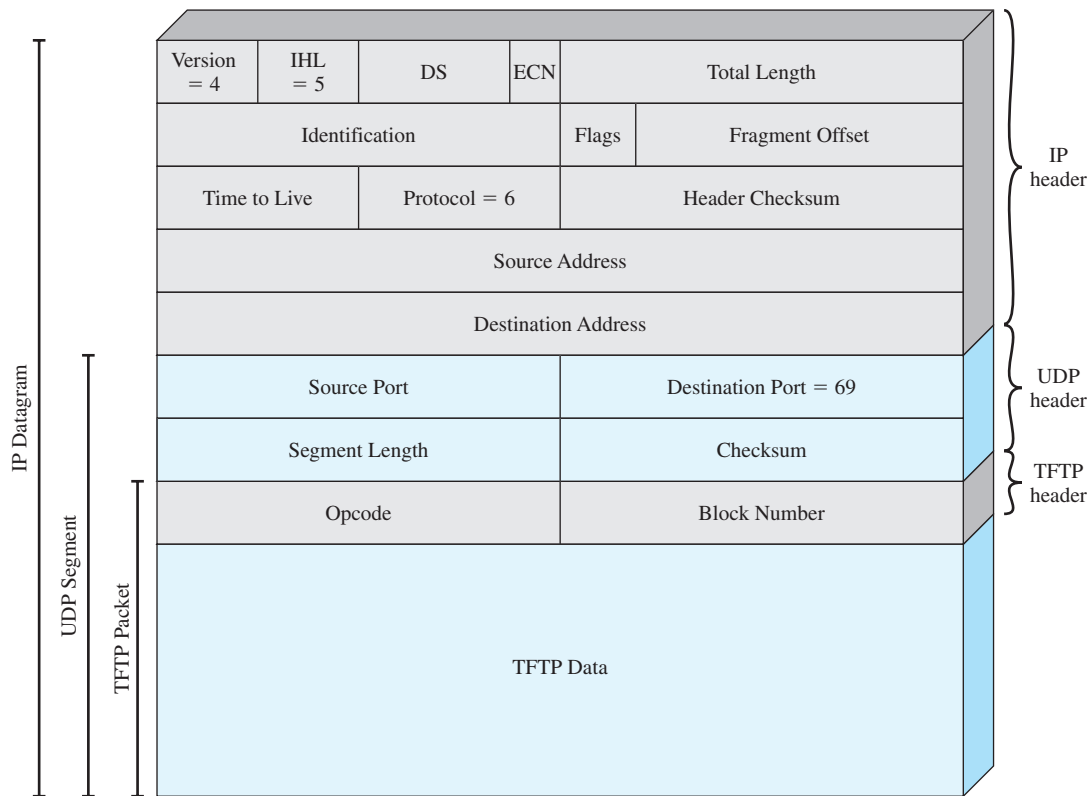 Version
= 4
IHL
= 5
DS
ECN
Total Length
Identification
Flags
Fragment Offset
Time to Live
Protocol = 6
Header Checksum
Source Address
Destination Address
Source Port
Destination Port = 69
Segment Length
Checksum
Opcode
Block Number
TFTP Data
IP
header
UDP
header
TFTP
header
IP Datagram
UDP Segment
TFTP Packet